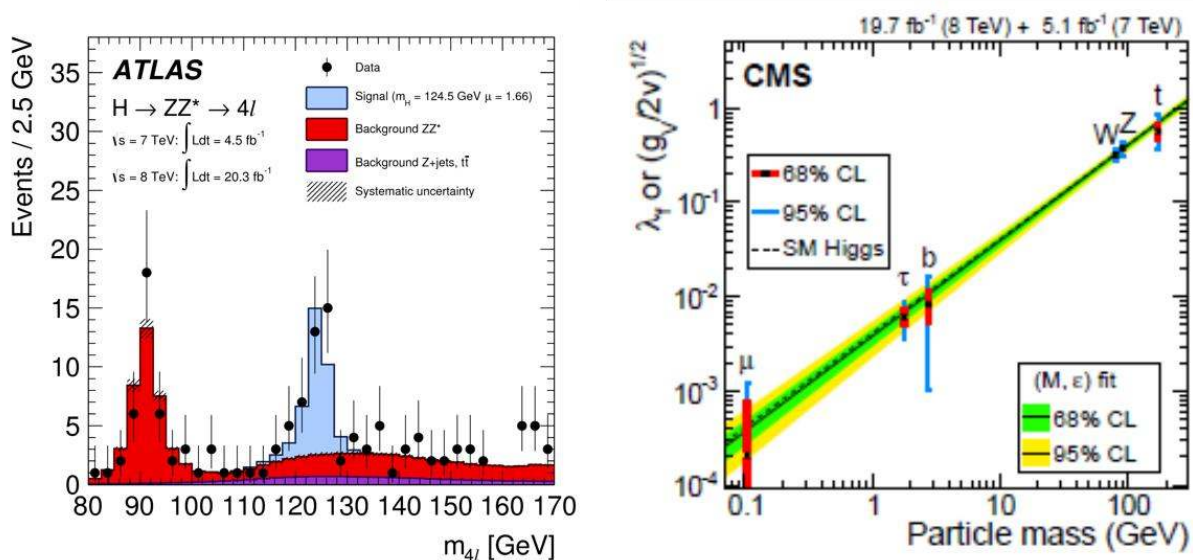 ATLAS
H → ZZ* → 4l
√s = 7 TeV: ∫Ldt = 4.5 fb⁻¹
√s = 8 TeV: ∫Ldt = 20.3 fb⁻¹
Data
Signal (m_H = 124.5 GeV μ = 1.66)
Background ZZ*
Background Z+jets, tt̄
Systematic uncertainty
Events / 2.5 GeV
35
30
25
20
15
10
5
0
80 90 100 110 120 130 140 150 160 170
m_4l [GeV]
19.7 fb⁻¹ (8 TeV) + 5.1 fb⁻¹ (7 TeV)
CMS
λ_f or (g_V/2v)^1/2
1
10⁻¹
10⁻²
10⁻³
10⁻⁴
68% CL
95% CL
SM Higgs
μ
τ
b
W
Z
t
(M, ε) fit
68% CL
95% CL
0.1 1 10 100
Particle mass (GeV)